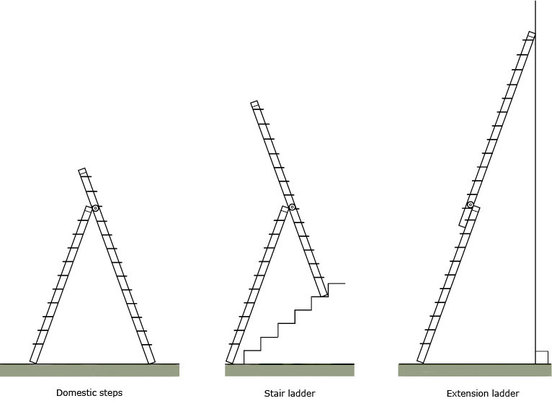 Domestic steps
Stair ladder
Extension ladder